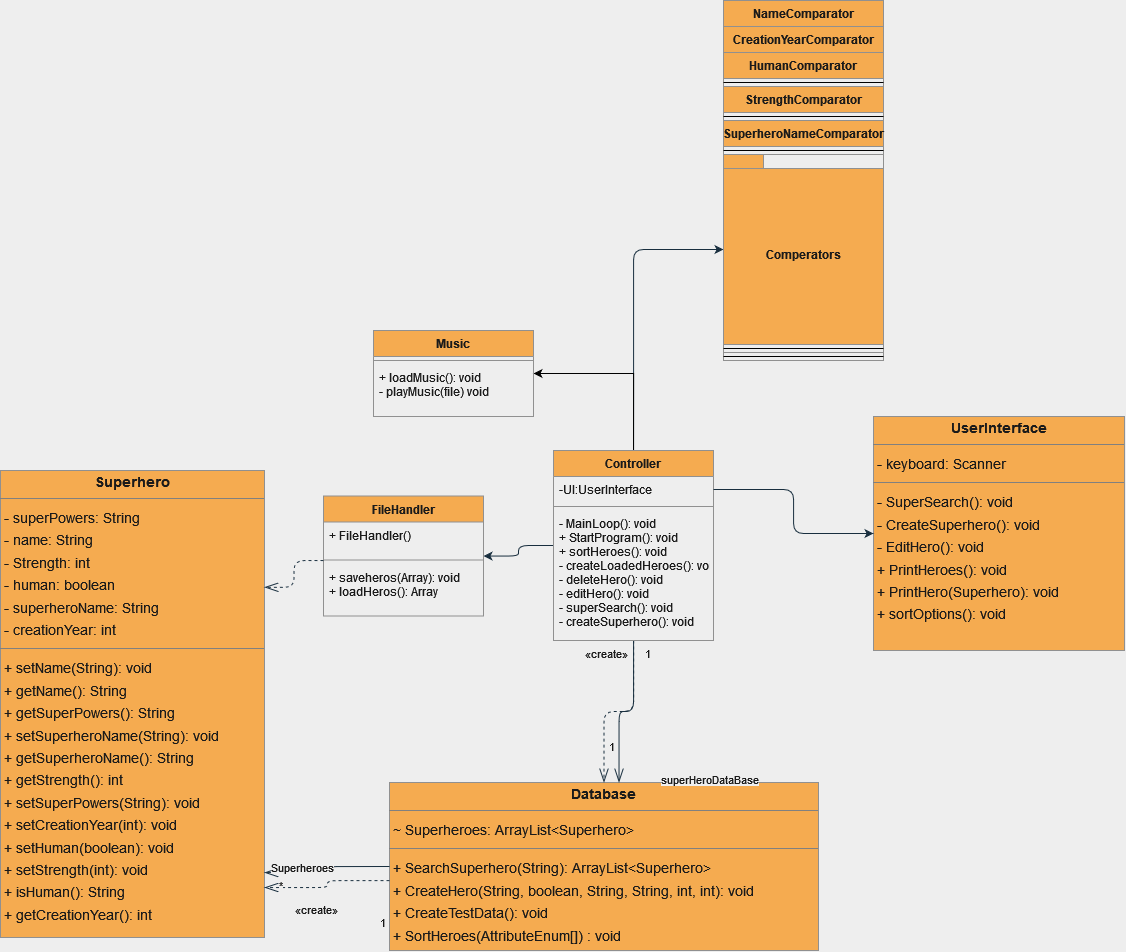 NameComparator
CreationYearComparator
HumanComparator
StrengthComparator
SuperheroNameComparator
Comperators
Music
+ loadMusic(): void
- playMusic(file) void
Controller
-UI:UserInterface
- MainLoop(): void
+ StartProgram(): void
+ sortHeroes(): void
- createLoadedHeroes(): vo
- deleteHero(): void
- editHero(): void
- superSearch(): void
- createSuperhero(): void
UserInterface
- keyboard: Scanner
- SuperSearch(): void
- CreateSuperhero(): void
- EditHero(): void
+ PrintHeroes(): void
+ PrintHero(Superhero): void
+ sortOptions(): void
FileHandler
+ FileHandler()
+ saveheros(Array): void
+ loadHeros(): Array
Superhero
- superPowers: String
- name: String
- Strength: int
- human: boolean
- superheroName: String
- creationYear: int
+ setName(String): void
+ getName(): String
+ getSuperPowers(): String
+ setSuperheroName(String): void
+ getSuperheroName(): String
+ getStrength(): int
+ setSuperPowers(String): void
+ setCreationYear(int): void
+ setHuman(boolean): void
+ setStrength(int): void
+ isHuman(): String
+ getCreationYear(): int
«create» 1
1
superHeroDataBase
Database
~ Superheroes: ArrayList<Superhero>
+ SearchSuperhero(String): ArrayList<Superhero>
+ CreateHero(String, boolean, String, String, int, int): void
+ CreateTestData(): void
+ SortHeroes(AttributeEnum[]) : void
Superheroes
*
«create»
1